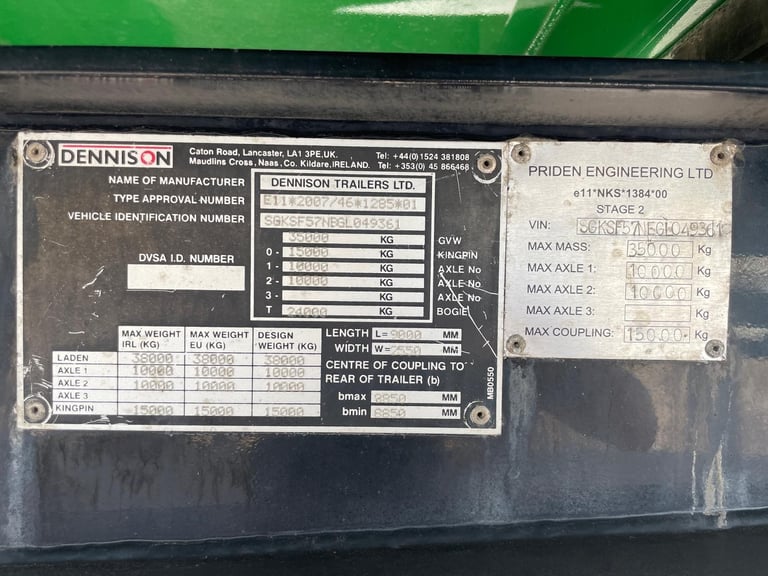 DENNISON
Caton Road, Lancaster, LA1 3PE,UK. Tel: +44(0)1524 381808
Maudlins Cross, Naas, Co. Kildare, IRELAND. Tel: +353(0) 45 866468
NAME OF MANUFACTURER DENNISON TRAILERS LTD.
TYPE APPROVAL NUMBER E11*2007/46*1285*01
VEHICLE IDENTIFICATION NUMBER SGKSF57NEGL049361
35000 KG GVW
0- 15000 KG KINGPIN
1- 10000 KG AXLE No
2- 10000 KG AXLE No
3- KG AXLE No
T KG BOGIE
DVSA I.D. NUMBER
MAX WEIGHT IRL (KG) MAX WEIGHT EU (KG) DESIGN WEIGHT (KG)
LADEN 38000 38000 38000
AXLE 1 10000 10000 10000
AXLE 2 10000 10000 10000
AXLE 3
KINGPIN 15000 15000 15000
LENGTH L=9000 MM
WIDTH W=2550 MM
CENTRE OF COUPLING TO
REAR OF TRAILER (b)
bmax 8850 MM
bmin 8850 MM
MB0550
PRIDEN ENGINEERING LTD
e11*NKS*1384*00
STAGE 2
VIN: SGKSF57NEGL049361
MAX MASS: 35000 Kg
MAX AXLE 1: 10000 Kg
MAX AXLE 2: 10000 Kg
MAX AXLE 3: Kg
MAX COUPLING: 15000 Kg